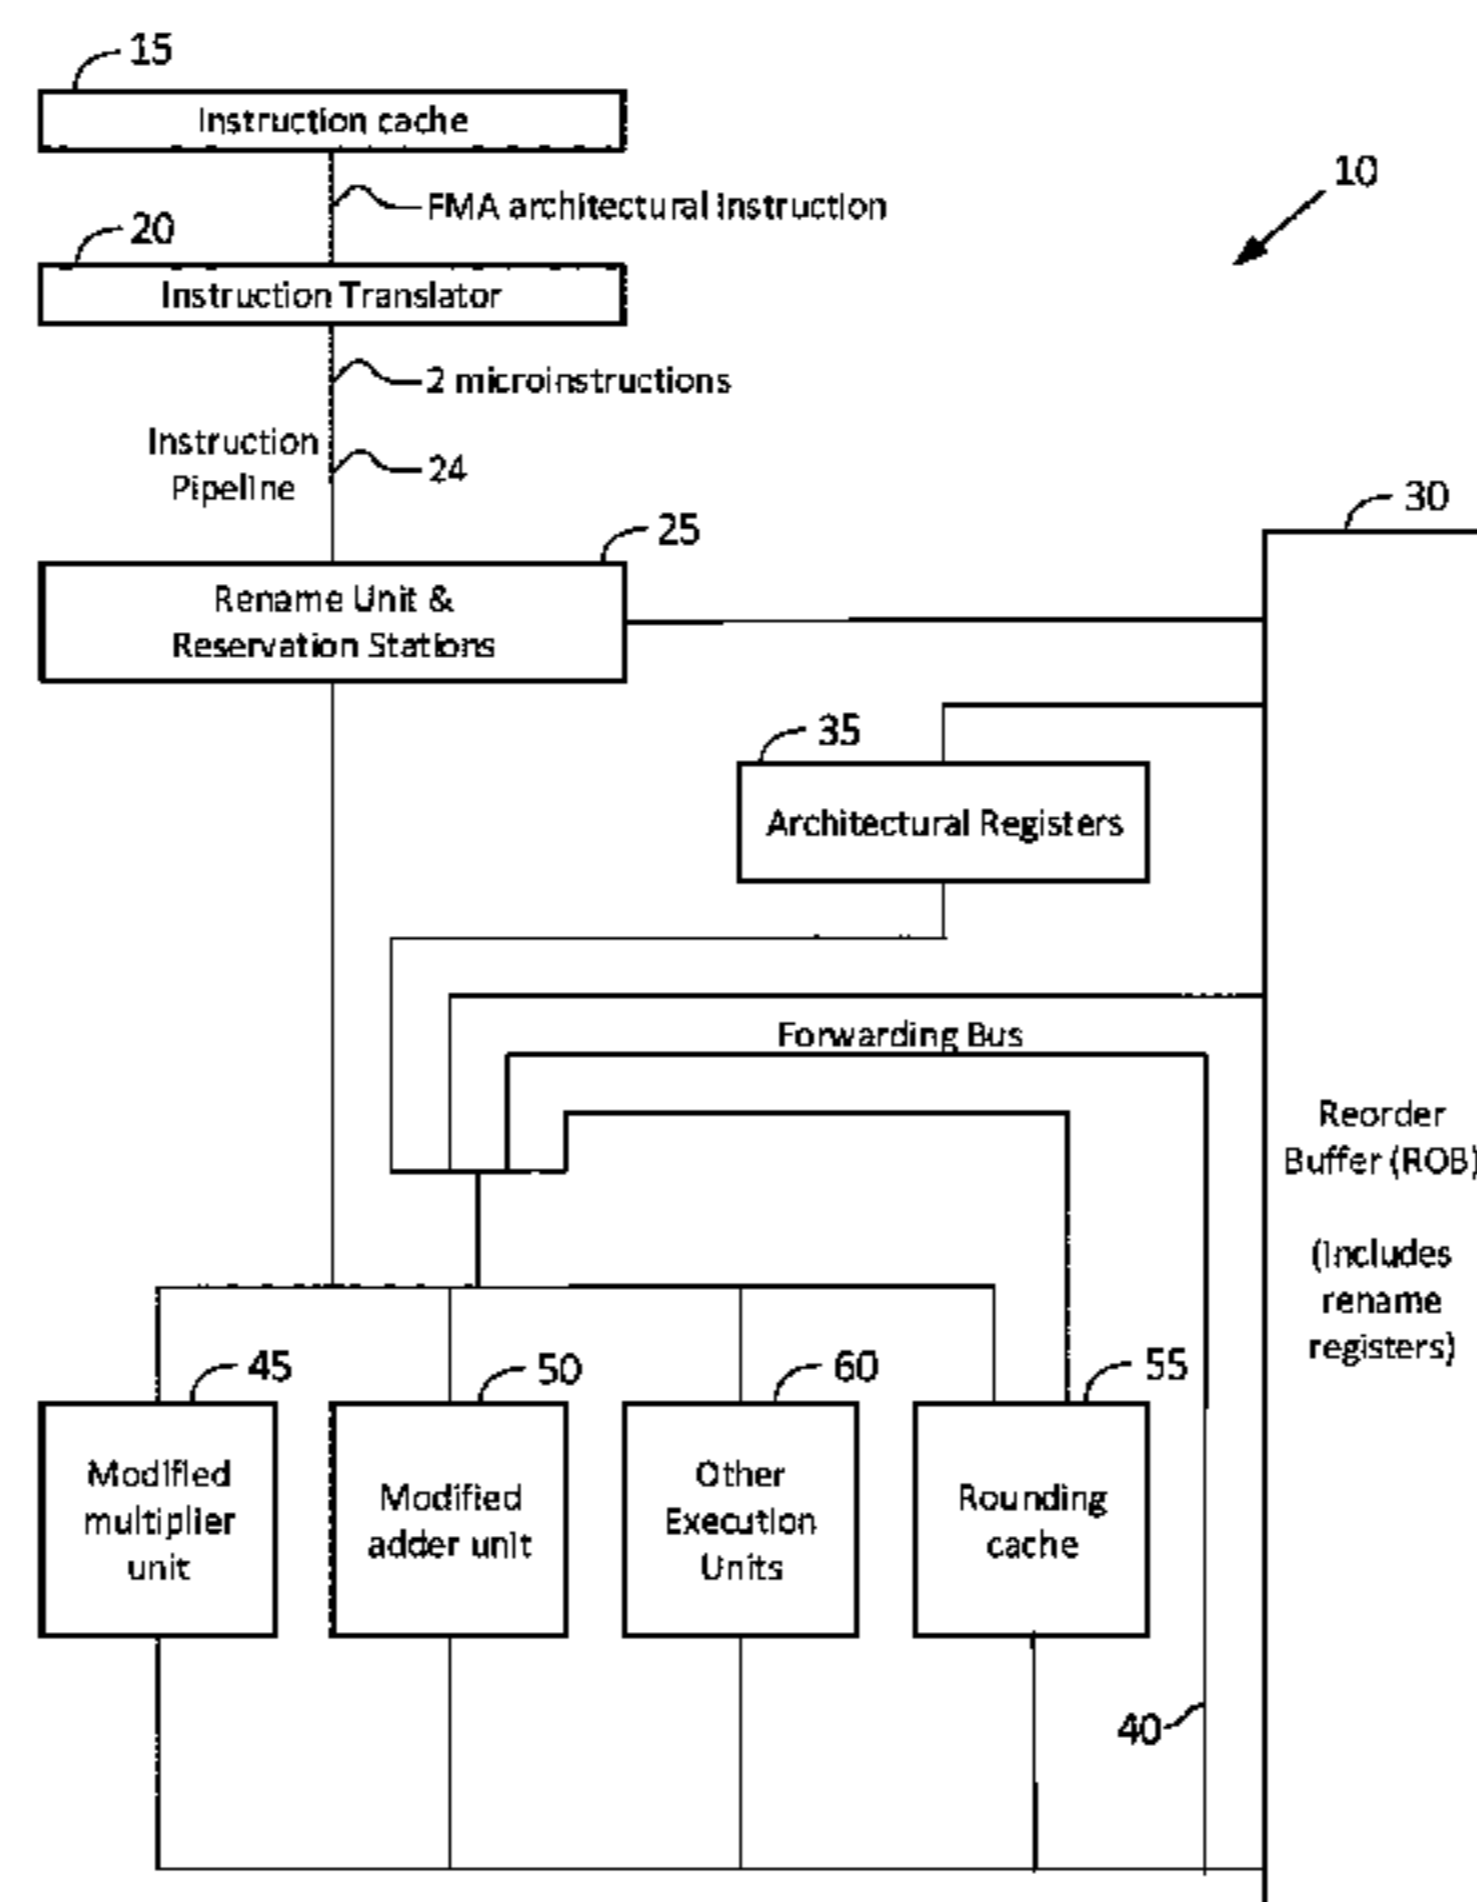 15
Instruction cache
10
FMA architectural instruction
20
Instruction Translator
2 microinstructions
Instruction
Pipeline
24
30
25
Rename Unit &
Reservation Stations
35
Architectural Registers
Forwarding Bus
Reorder
Buffer (ROB)
(Includes
rename
registers)
45
50
60
55
Modified
multiplier
unit
Modified
adder unit
Other
Execution
Units
Rounding
cache
40